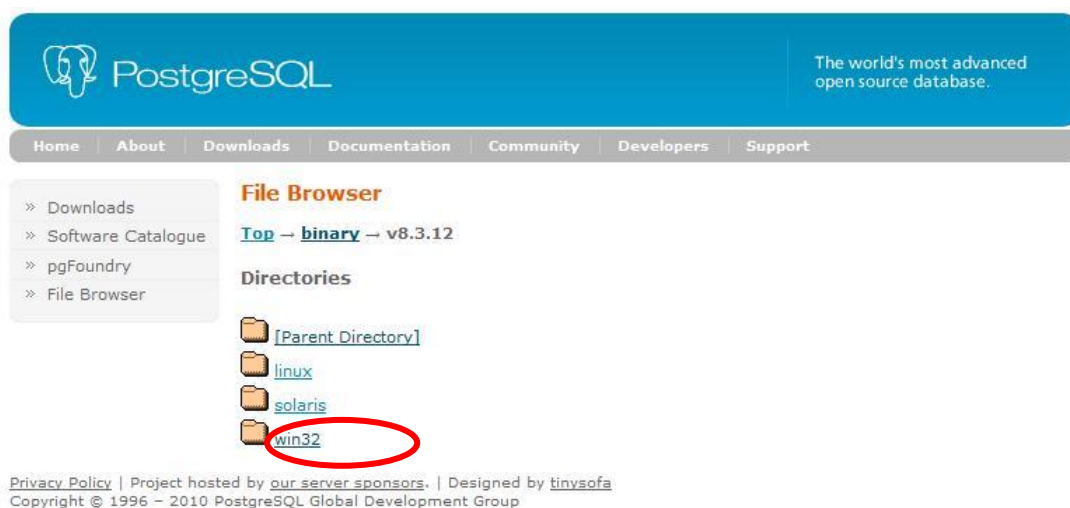 PostgreSQL
The world's most advanced
open source database.
Home About Downloads Documentation Community Developers Support
» Downloads
» Software Catalogue
» pgFoundry
» File Browser
File Browser
Top → binary → v8.3.12
Directories
[Parent Directory]
linux
solaris
win32
Privacy Policy | Project hosted by our server sponsors. | Designed by tinysofa
Copyright © 1996 – 2010 PostgreSQL Global Development Group